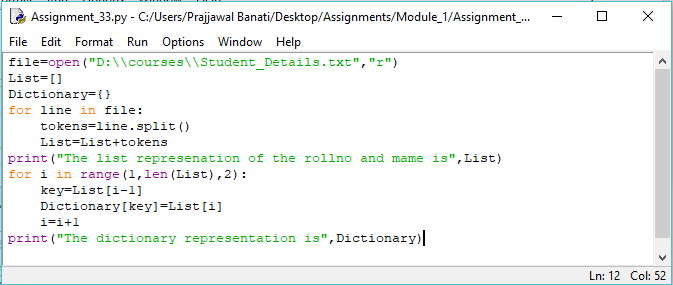 Assignment_33.py - C:/Users/Prajjawal Banati/Desktop/Assignments/Module_1/Assignment_...
File Edit Format Run Options Window Help
file=open("D:\\courses\\Student_Details.txt","r")
List=[]
Dictionary={}
for line in file:
    tokens=line.split()
    List=List+tokens
print("The list represenation of the rollno and mame is",List)
for i in range(1,len(List),2):
    key=List[i-1]
    Dictionary[key]=List[i]
    i=i+1
print("The dictionary representation is",Dictionary)
Ln: 12 Col: 52